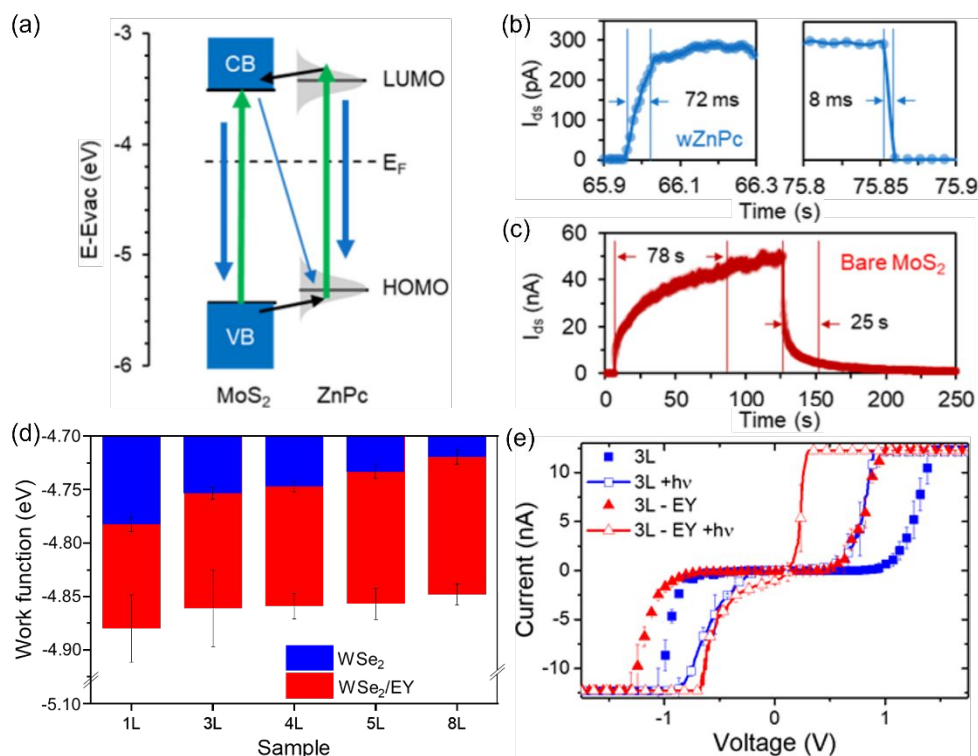 (a)
-3
-4
-5
-6
E-Evac (eV)
CB
LUMO
E_F
HOMO
VB
MoS₂
ZnPc
(b)
300
200
100
0
I_ds (pA)
72 ms
wZnPc
8 ms
65.9 66.1 66.3 75.8 75.85 75.9
Time (s)
Time (s)
(c)
60
40
20
0
I_ds (nA)
78 s
Bare MoS₂
25 s
0 50 100 150 200 250
Time (s)
(d)
-4.70
-4.75
-4.80
-4.85
-4.90
-5.10
Work function (eV)
WSe₂
WSe₂/EY
1L 3L 4L 5L 8L
Sample
(e)
10
5
0
-5
-10
Current (nA)
3L
3L +hν
3L - EY
3L - EY +hν
-1 0 1
Voltage (V)